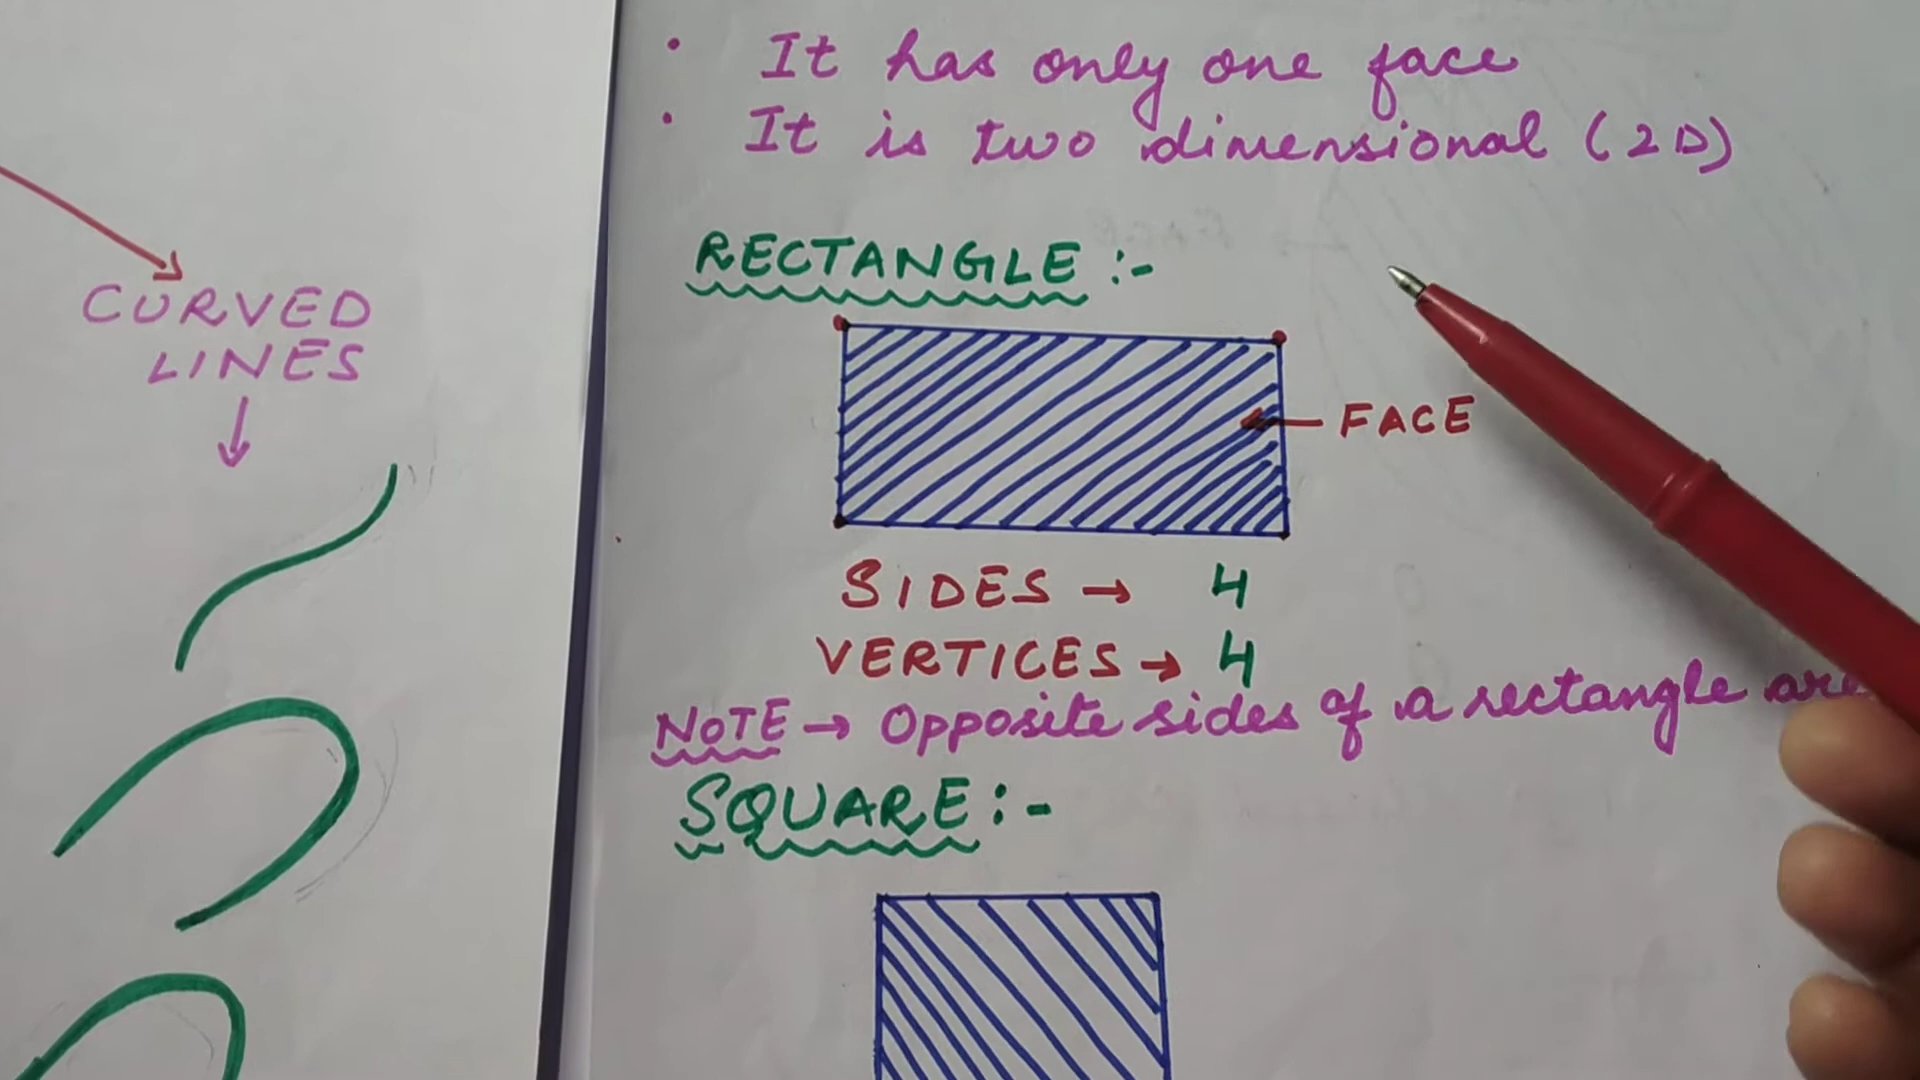 CURVED
LINES
• It has only one face
• It is two dimensional (2D)
RECTANGLE :-
FACE
SIDES → 4
VERTICES → 4
NOTE → Opposite sides of a rectangle are
SQUARE :-